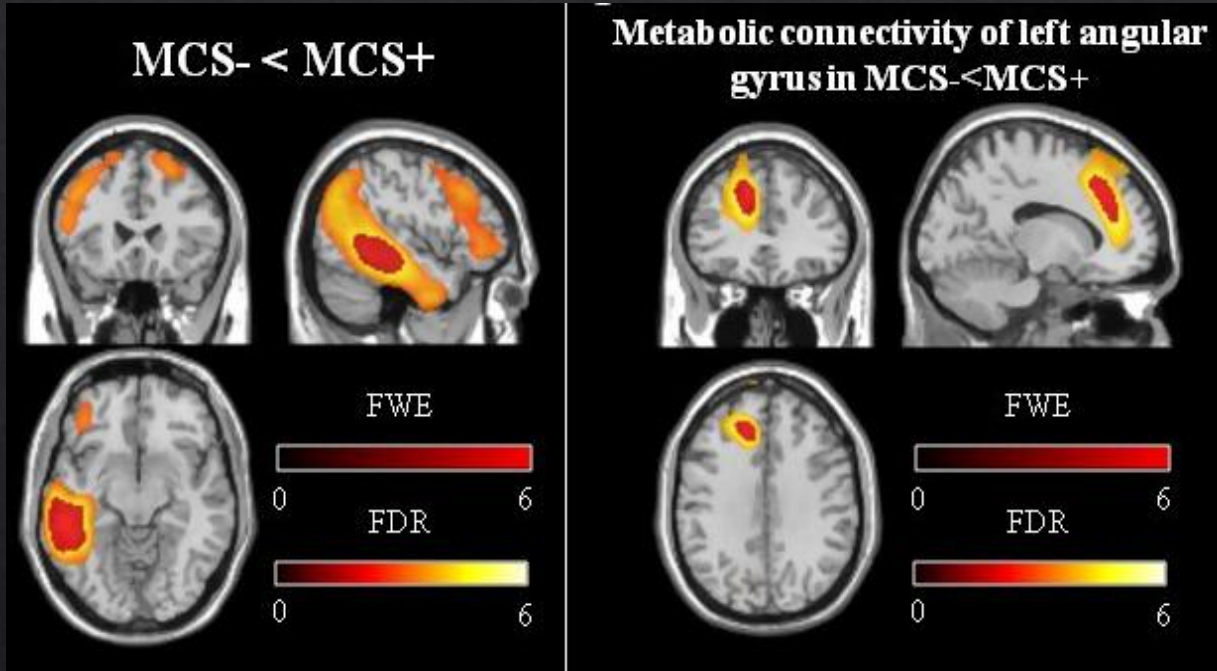 MCS- < MCS+
FWE
0 6
FDR
0 6
Metabolic connectivity of left angular
gyrus in MCS-<MCS+
FWE
0 6
FDR
0 6